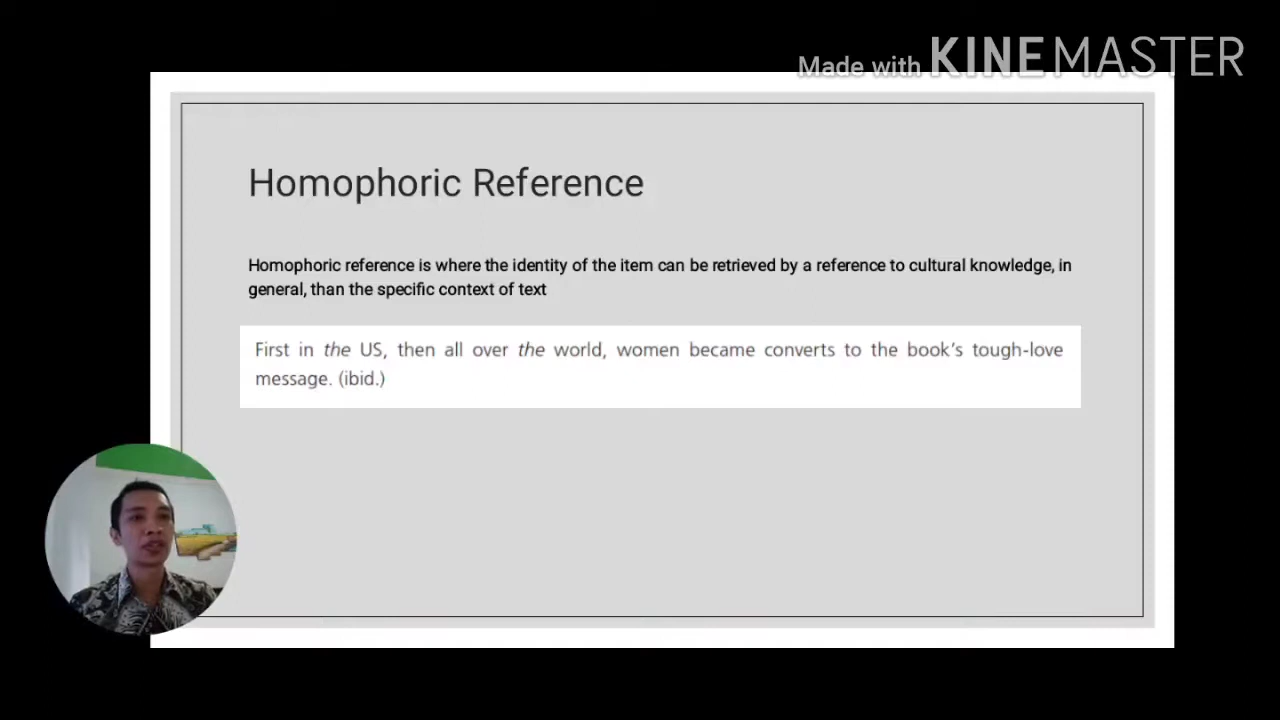 Made with KINEMASTER
Homophoric Reference
Homophoric reference is where the identity of the item can be retrieved by a reference to cultural knowledge, in
general, than the specific context of text
First in the US, then all over the world, women became converts to the book's tough-love
message. (ibid.)